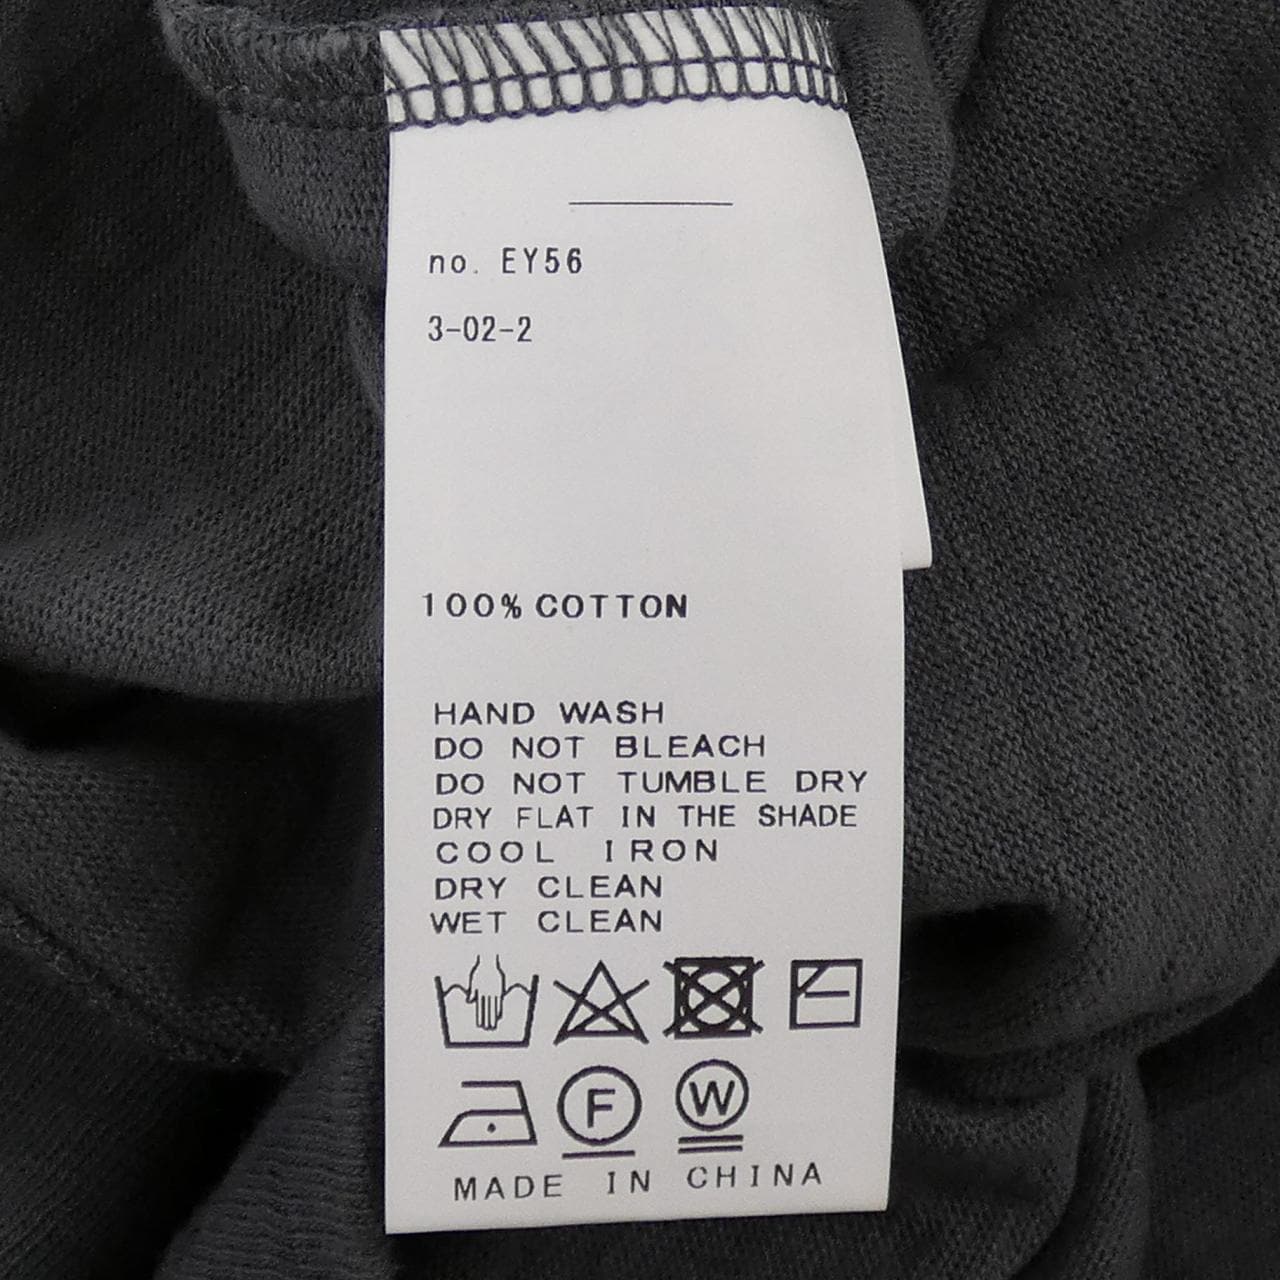 no. EY56
3-02-2
100% COTTON
HAND WASH
DO NOT BLEACH
DO NOT TUMBLE DRY
DRY FLAT IN THE SHADE
COOL IRON
DRY CLEAN
WET CLEAN
F W
MADE IN CHINA